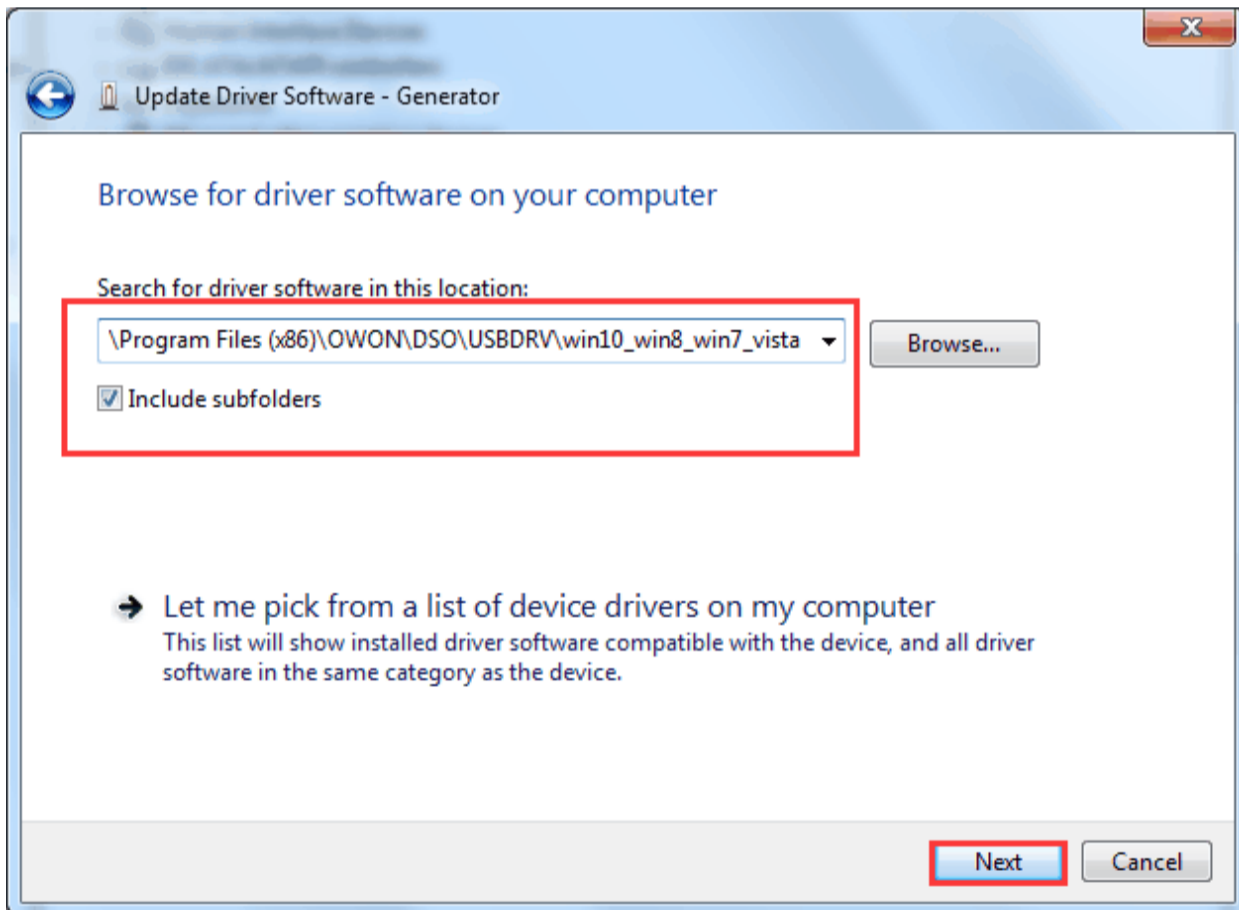 Update Driver Software - Generator
Browse for driver software on your computer
Search for driver software in this location:
\Program Files (x86)\OWON\DSO\USBDRV\win10_win8_win7_vista
Browse...
Include subfolders
Let me pick from a list of device drivers on my computer
This list will show installed driver software compatible with the device, and all driver
software in the same category as the device.
Next
Cancel